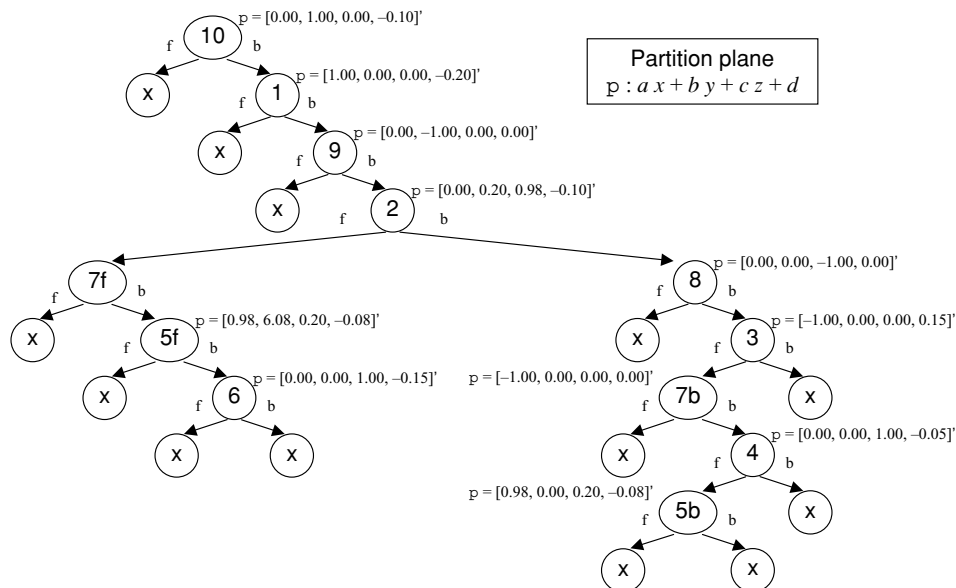 p = [0.00, 1.00, 0.00, –0.10]'
10
f b
Partition plane
p : a x + b y + c z + d
p = [1.00, 0.00, 0.00, –0.20]'
x 1
f b
p = [0.00, –1.00, 0.00, 0.00]'
x 9
f b
p = [0.00, 0.20, 0.98, –0.10]'
x 2
f b
p = [0.00, 0.00, –1.00, 0.00]'
7f 8
f b f b
p = [0.98, 6.08, 0.20, –0.08]' p = [–1.00, 0.00, 0.00, 0.15]'
x 5f x 3
f b f b
p = [0.00, 0.00, 1.00, –0.15]' p = [–1.00, 0.00, 0.00, 0.00]'
x 6 7b x
f b f b
p = [0.00, 0.00, 1.00, –0.05]'
x x x 4
f b
p = [0.98, 0.00, 0.20, –0.08]'
5b x
f b
x x